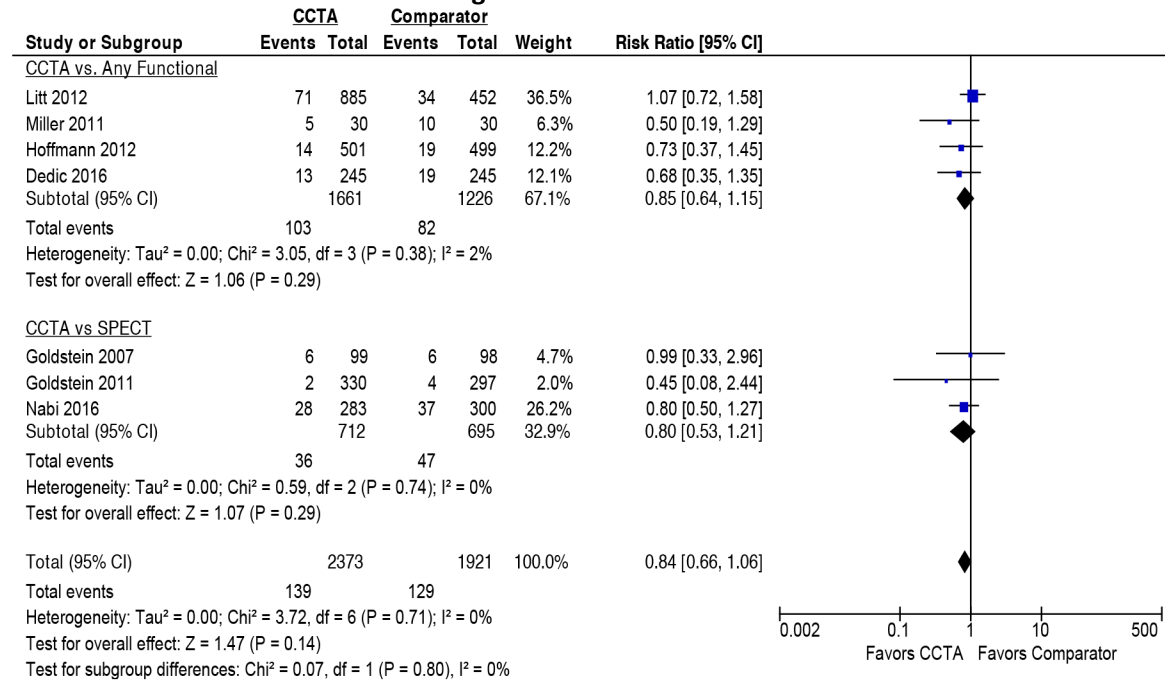 CCTA Comparator
Study or Subgroup Events Total Events Total Weight Risk Ratio [95% CI]
CCTA vs. Any Functional
Litt 2012 71 885 34 452 36.5% 1.07 [0.72, 1.58]
Miller 2011 5 30 10 30 6.3% 0.50 [0.19, 1.29]
Hoffmann 2012 14 501 19 499 12.2% 0.73 [0.37, 1.45]
Dedic 2016 13 245 19 245 12.1% 0.68 [0.35, 1.35]
Subtotal (95% CI) 1661 1226 67.1% 0.85 [0.64, 1.15]
Total events 103 82
Heterogeneity: Tau² = 0.00; Chi² = 3.05, df = 3 (P = 0.38); I² = 2%
Test for overall effect: Z = 1.06 (P = 0.29)
CCTA vs SPECT
Goldstein 2007 6 99 6 98 4.7% 0.99 [0.33, 2.96]
Goldstein 2011 2 330 4 297 2.0% 0.45 [0.08, 2.44]
Nabi 2016 28 283 37 300 26.2% 0.80 [0.50, 1.27]
Subtotal (95% CI) 712 695 32.9% 0.80 [0.53, 1.21]
Total events 36 47
Heterogeneity: Tau² = 0.00; Chi² = 0.59, df = 2 (P = 0.74); I² = 0%
Test for overall effect: Z = 1.07 (P = 0.29)
Total (95% CI) 2373 1921 100.0% 0.84 [0.66, 1.06]
Total events 139 129
Heterogeneity: Tau² = 0.00; Chi² = 3.72, df = 6 (P = 0.71); I² = 0%
Test for overall effect: Z = 1.47 (P = 0.14)
Test for subgroup differences: Chi² = 0.07, df = 1 (P = 0.80), I² = 0%
0.002 0.1 1 10 500
Favors CCTA Favors Comparator